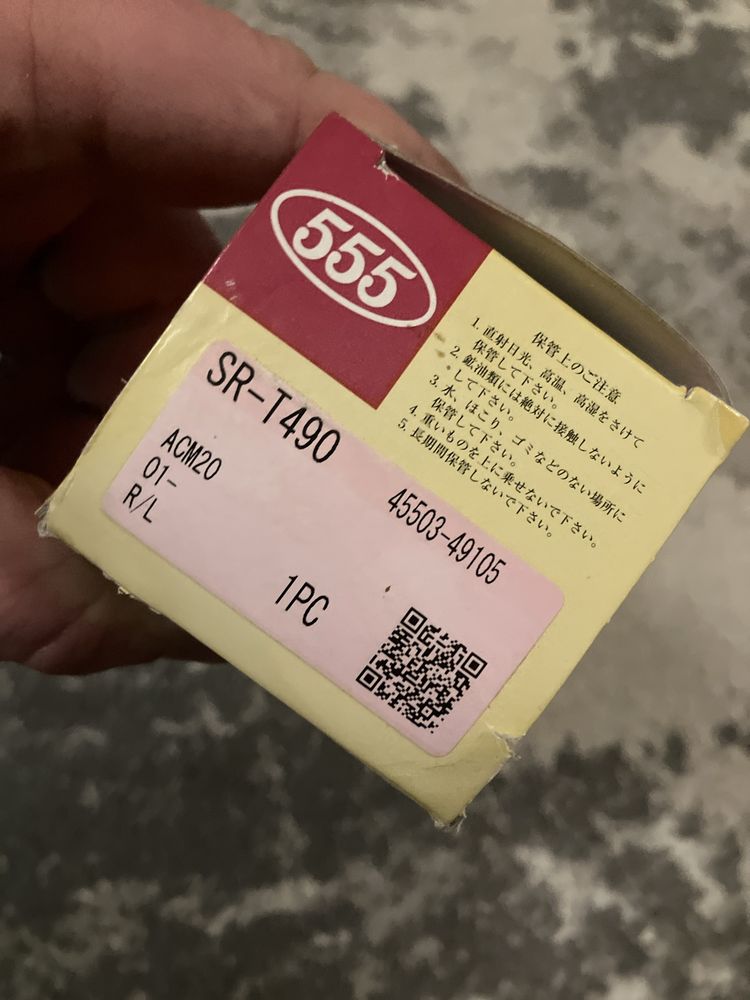 555
保管上のご注意
1. 直射日光、高温、高湿をさけて
保管して下さい。
2. 鉱油類には絶対に接触しないように
して下さい。
3. 水、ほこり、ゴミなどのない場所に
保管して下さい。
4. 重いものを上に乗せないで下さい。
5. 長期間保管しないで下さい。
SR-T490
ACM20
01-
R/L
45503-49105
1PC